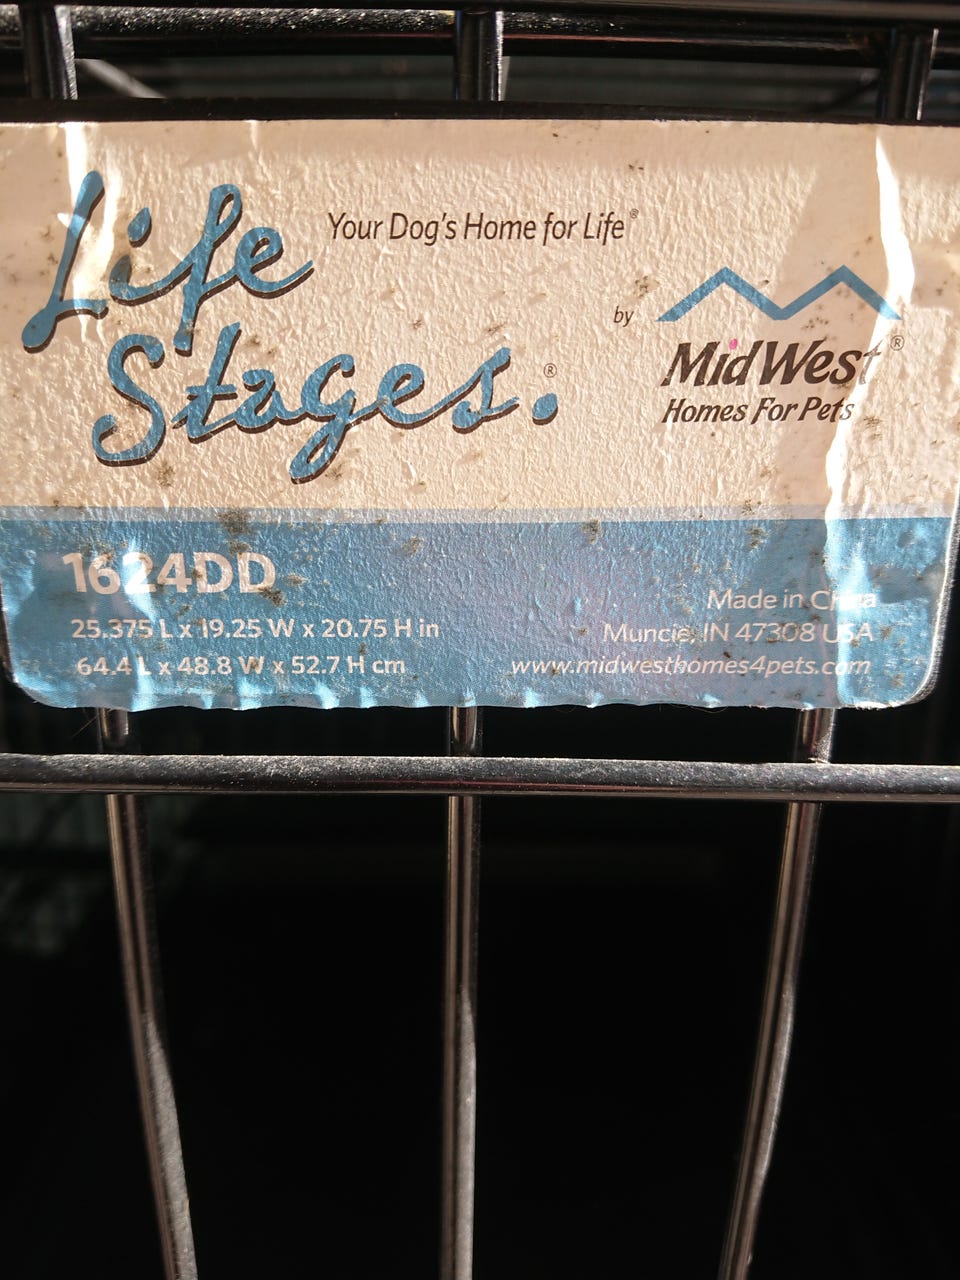 Life
Your Dog's Home for Life®
Stages.®
by
MidWest®
Homes For Pets
1624DD
25.375 L x 19.25 W x 20.75 H in
64.4 L x 48.8 W x 52.7 H cm
Made in China
Muncie, IN 47308 USA
www.midwesthomes4pets.com